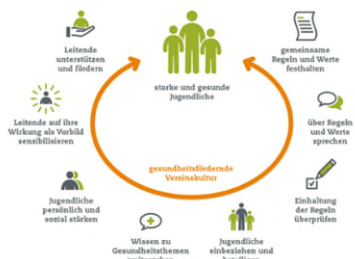 Leitende
unterstützen
und fördern
starke und gesunde
Jugendliche
gemeinsame
Regeln und Werte
festhalten
Leitende auf ihre
Wirkung als Vorbild
sensibilisieren
über Regeln
und Werte
sprechen
gesundheitsfördernde
Vereinskultur
Jugendliche
persönlich und
sozial stärken
Einhaltung
der Regeln
überprüfen
Wissen zu
Gesundheitsthemen
Jugendliche
einbeziehen und